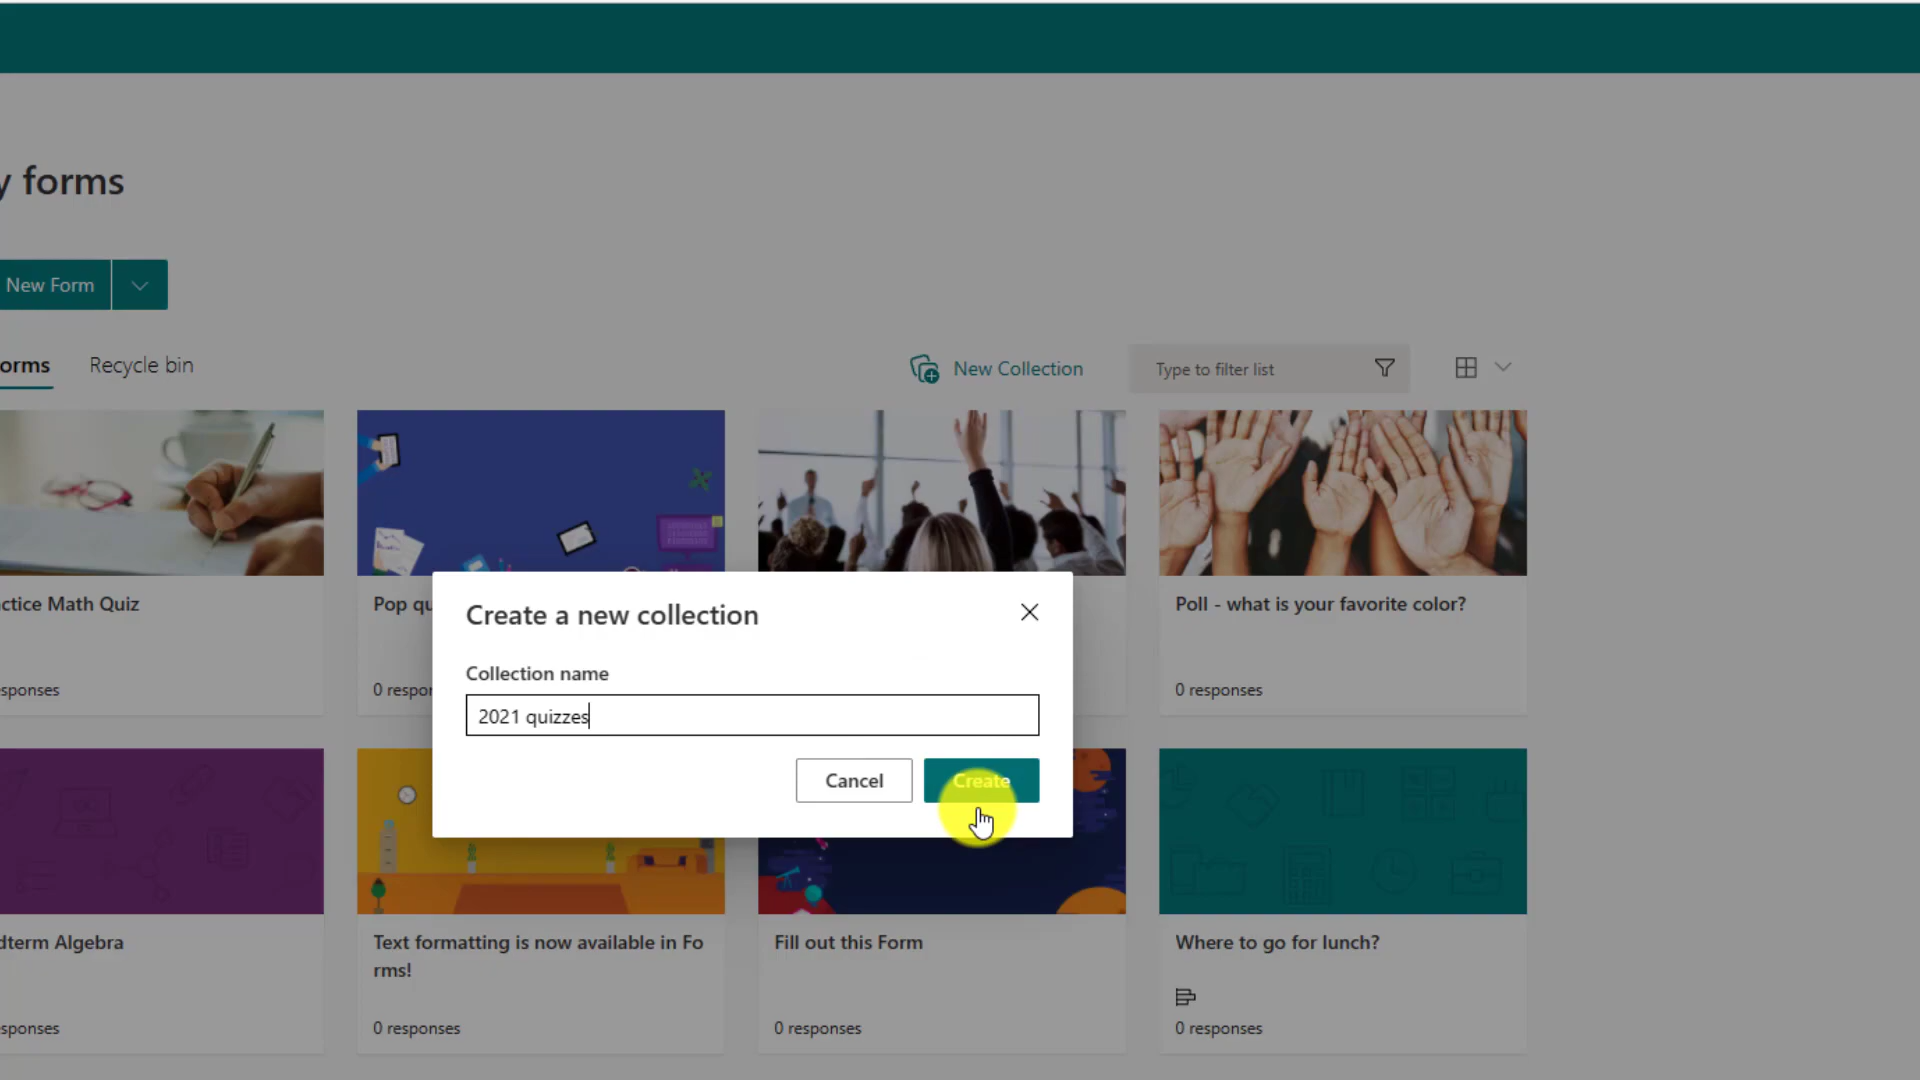 y forms
New Form
orms
Recycle bin
New Collection
Type to filter list
ctice Math Quiz
Pop qu
Poll - what is your favorite color?
sponses
0 respor
0 responses
Create a new collection
Collection name
2021 quizzes
Cancel
Create
dterm Algebra
Text formatting is now available in Fo
rms!
Fill out this Form
Where to go for lunch?
sponses
0 responses
0 responses
0 responses